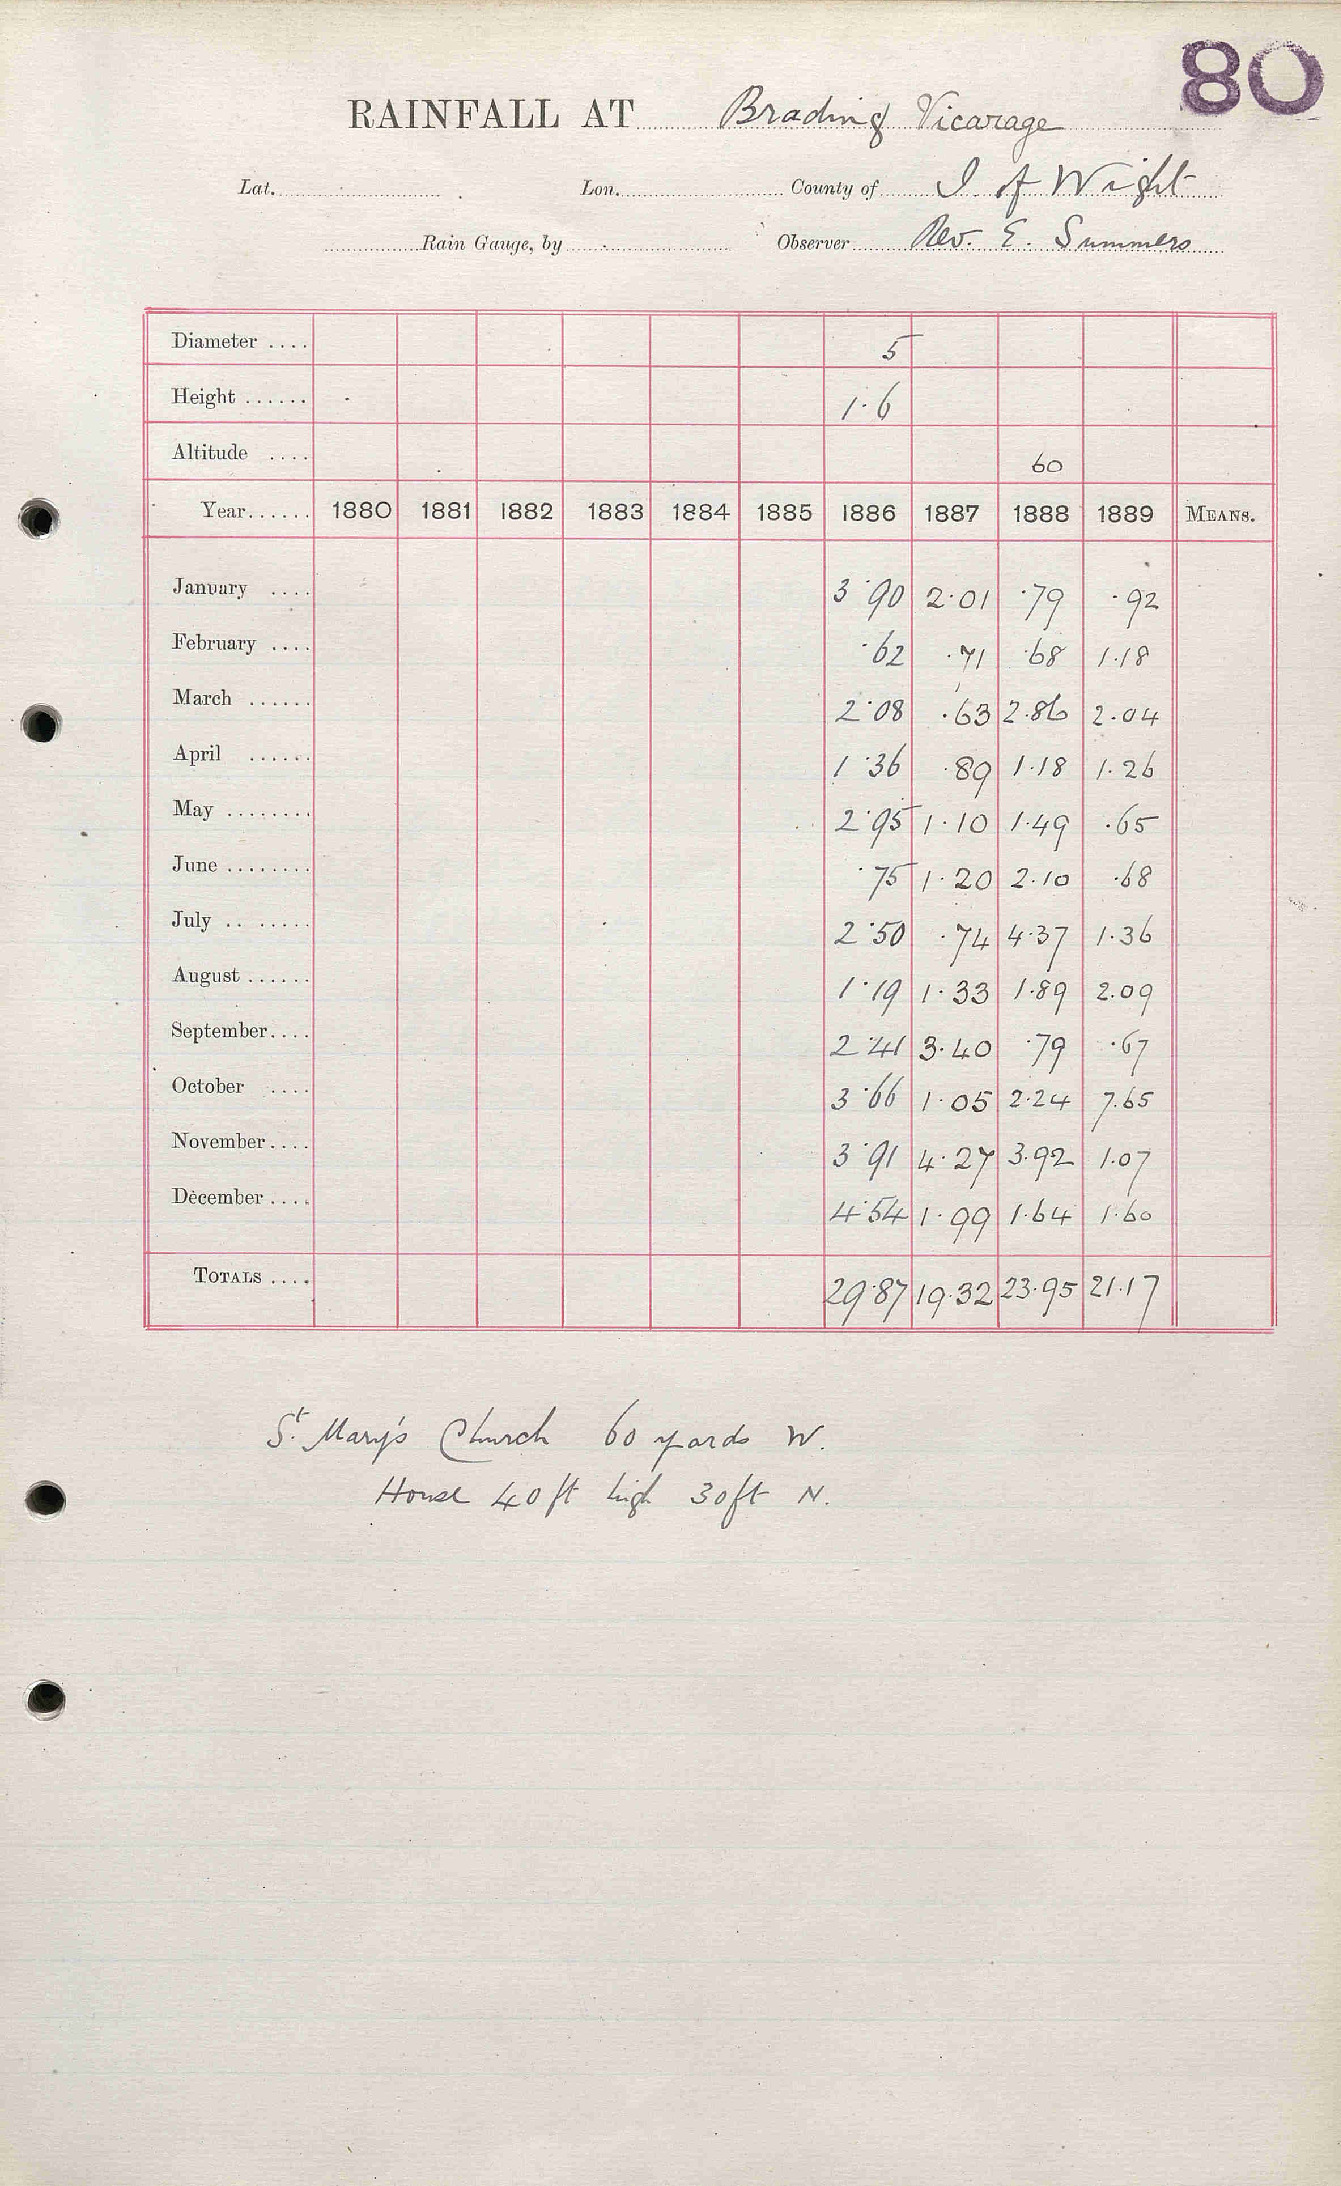 80
RAINFALL AT Brading Vicarage
Lat. Lon. County of I of Wight
Rain Gauge, by Observer Rev. E. Summers
Diameter .... 5
Height ...... 1.6
Altitude .... 60
Year...... 1880 1881 1882 1883 1884 1885 1886 1887 1888 1889 MEANS.
January .... 3.90 2.01 .79 .92
February .... .62 .71 .68 1.18
March ...... 2.08 .63 2.86 2.04
April ...... 1.36 .89 1.18 1.26
May ........ 2.95 1.10 1.49 .65
June ........ .75 1.20 2.10 .68
July .. ..... 2.50 .74 4.37 1.36
August ...... 1.19 1.33 1.89 2.09
September.... 2.41 3.40 .79 .67
October .... 3.66 1.05 2.24 7.65
November.... 3.91 4.27 3.92 1.07
December .... 4.54 1.99 1.64 1.60
TOTALS .... 29.87 19.32 23.95 21.17
St. Mary's Church 60 yards W.
House 40ft high 30ft N.